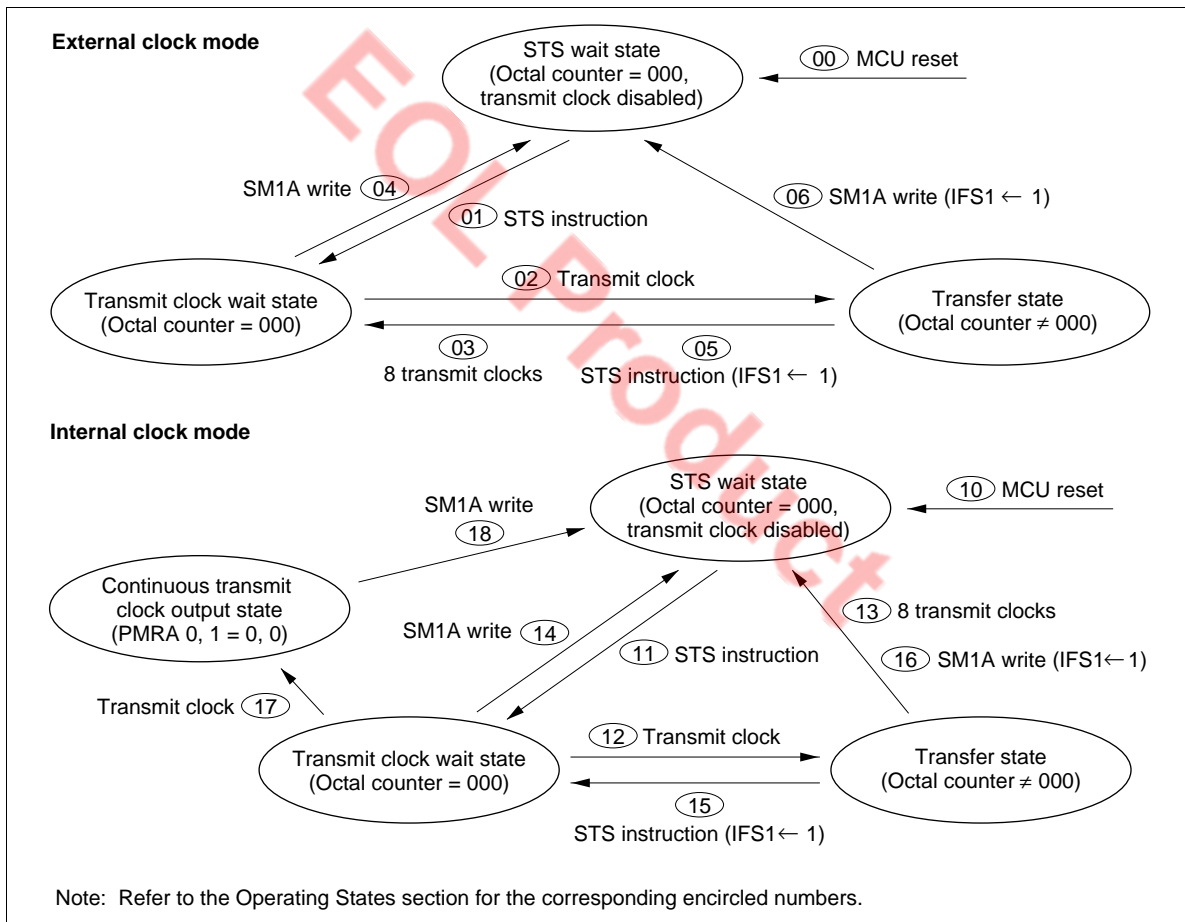 External clock mode
STS wait state
(Octal counter = 000,
transmit clock disabled)
00 MCU reset
SM1A write 04
01 STS instruction
06 SM1A write (IFS1 ← 1)
Transmit clock wait state
(Octal counter = 000)
02 Transmit clock
Transfer state
(Octal counter ≠ 000)
03
8 transmit clocks
05
STS instruction (IFS1 ← 1)
Internal clock mode
STS wait state
(Octal counter = 000,
transmit clock disabled)
10 MCU reset
SM1A write
18
Continuous transmit
clock output state
(PMRA 0, 1 = 0, 0)
SM1A write 14
11 STS instruction
13 8 transmit clocks
16 SM1A write (IFS1 ← 1)
Transmit clock 17
Transmit clock wait state
(Octal counter = 000)
12 Transmit clock
Transfer state
(Octal counter ≠ 000)
15
STS instruction (IFS1 ← 1)
Note: Refer to the Operating States section for the corresponding encircled numbers.
EOL Product